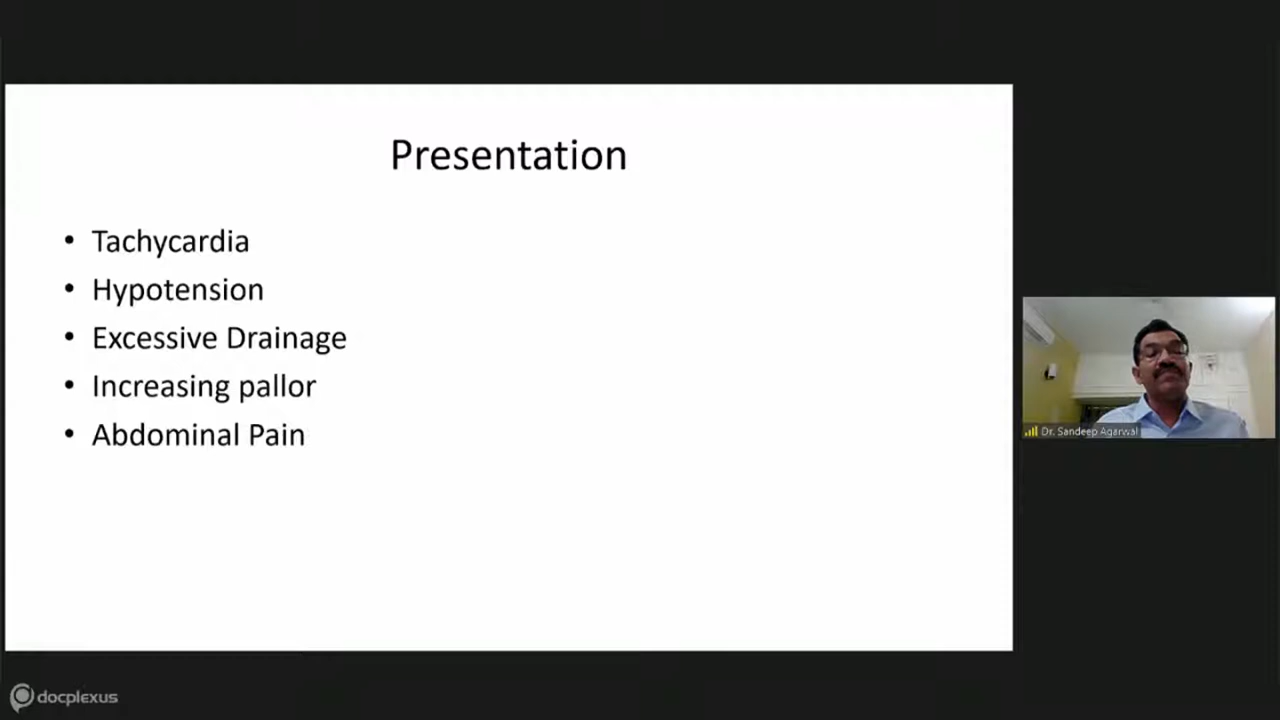 Presentation
• Tachycardia
• Hypotension
• Excessive Drainage
• Increasing pallor
• Abdominal Pain
Dr. Sandeep Agarwal
docplexus